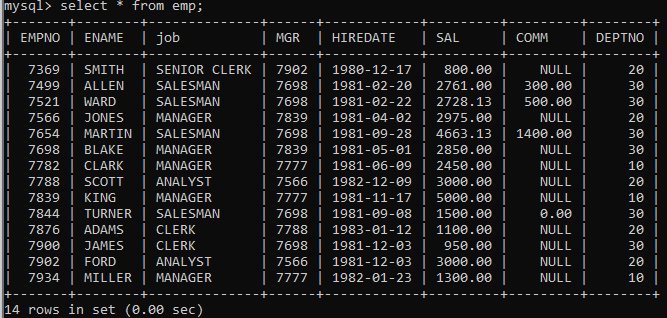 mysql> select * from emp;
+-------+--------+--------------+------+------------+---------+---------+--------+
| EMPNO | ENAME  | job          | MGR  | HIREDATE   | SAL     | COMM    | DEPTNO |
+-------+--------+--------------+------+------------+---------+---------+--------+
|  7369 | SMITH  | SENIOR CLERK | 7902 | 1980-12-17 |  800.00 |    NULL |     20 |
|  7499 | ALLEN  | SALESMAN     | 7698 | 1981-02-20 | 2761.00 |  300.00 |     30 |
|  7521 | WARD   | SALESMAN     | 7698 | 1981-02-22 | 2728.13 |  500.00 |     30 |
|  7566 | JONES  | MANAGER      | 7839 | 1981-04-02 | 2975.00 |    NULL |     20 |
|  7654 | MARTIN | SALESMAN     | 7698 | 1981-09-28 | 4663.13 | 1400.00 |     30 |
|  7698 | BLAKE  | MANAGER      | 7839 | 1981-05-01 | 2850.00 |    NULL |     30 |
|  7782 | CLARK  | MANAGER      | 7777 | 1981-06-09 | 2450.00 |    NULL |     10 |
|  7788 | SCOTT  | ANALYST      | 7566 | 1982-12-09 | 3000.00 |    NULL |     20 |
|  7839 | KING   | MANAGER      | 7777 | 1981-11-17 | 5000.00 |    NULL |     10 |
|  7844 | TURNER | SALESMAN     | 7698 | 1981-09-08 | 1500.00 |    0.00 |     30 |
|  7876 | ADAMS  | CLERK        | 7788 | 1983-01-12 | 1100.00 |    NULL |     20 |
|  7900 | JAMES  | CLERK        | 7698 | 1981-12-03 |  950.00 |    NULL |     30 |
|  7902 | FORD   | ANALYST      | 7566 | 1981-12-03 | 3000.00 |    NULL |     20 |
|  7934 | MILLER | MANAGER      | 7777 | 1982-01-23 | 1300.00 |    NULL |     10 |
+-------+--------+--------------+------+------------+---------+---------+--------+
14 rows in set (0.00 sec)